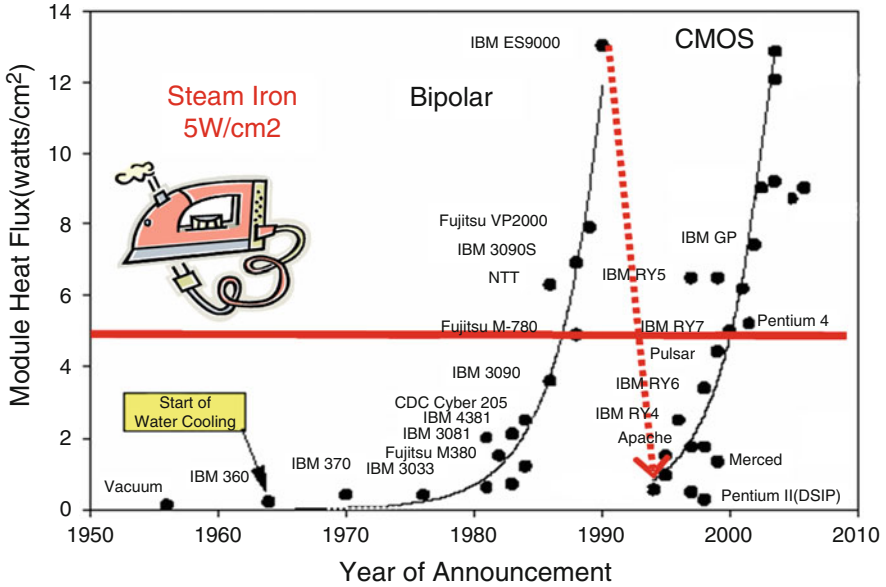 14
12
10
8
6
4
2
0
Module Heat Flux(watts/cm²)
Steam Iron
5W/cm2
Bipolar
CMOS
IBM ES9000
Fujitsu VP2000
IBM 3090S
NTT
Fujitsu M-780
IBM 3090
CDC Cyber 205
IBM 4381
IBM 3081
Fujitsu M380
IBM 3033
IBM 370
IBM 360
Vacuum
Start of
Water Cooling
IBM GP
IBM RY5
IBM RY7
Pentium 4
Pulsar
IBM RY6
IBM RY4
Apache
Merced
Pentium II(DSIP)
1950 1960 1970 1980 1990 2000 2010
Year of Announcement